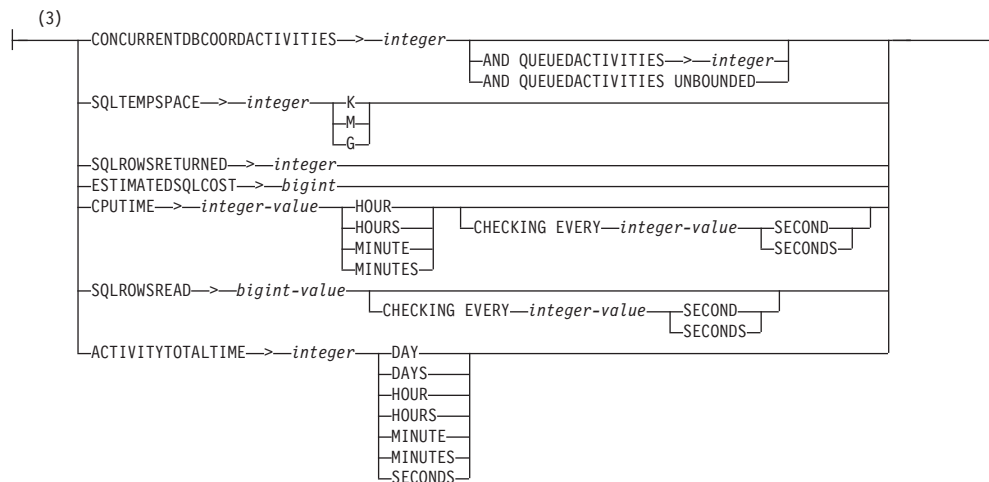 (3)
CONCURRENTDBCOORDACTIVITIES > integer
AND QUEUEDACTIVITIES > integer
AND QUEUEDACTIVITIES UNBOUNDED
SQLTEMPSPACE > integer K
M
G
SQLROWSRETURNED > integer
ESTIMATEDSQLCOST > bigint
CPUTIME > integer-value HOUR
HOURS CHECKING EVERY integer-value SECOND
MINUTE SECONDS
MINUTES
SQLROWSREAD > bigint-value
CHECKING EVERY integer-value SECOND
SECONDS
ACTIVITYTOTALTIME > integer DAY
DAYS
HOUR
HOURS
MINUTE
MINUTES
SECONDS